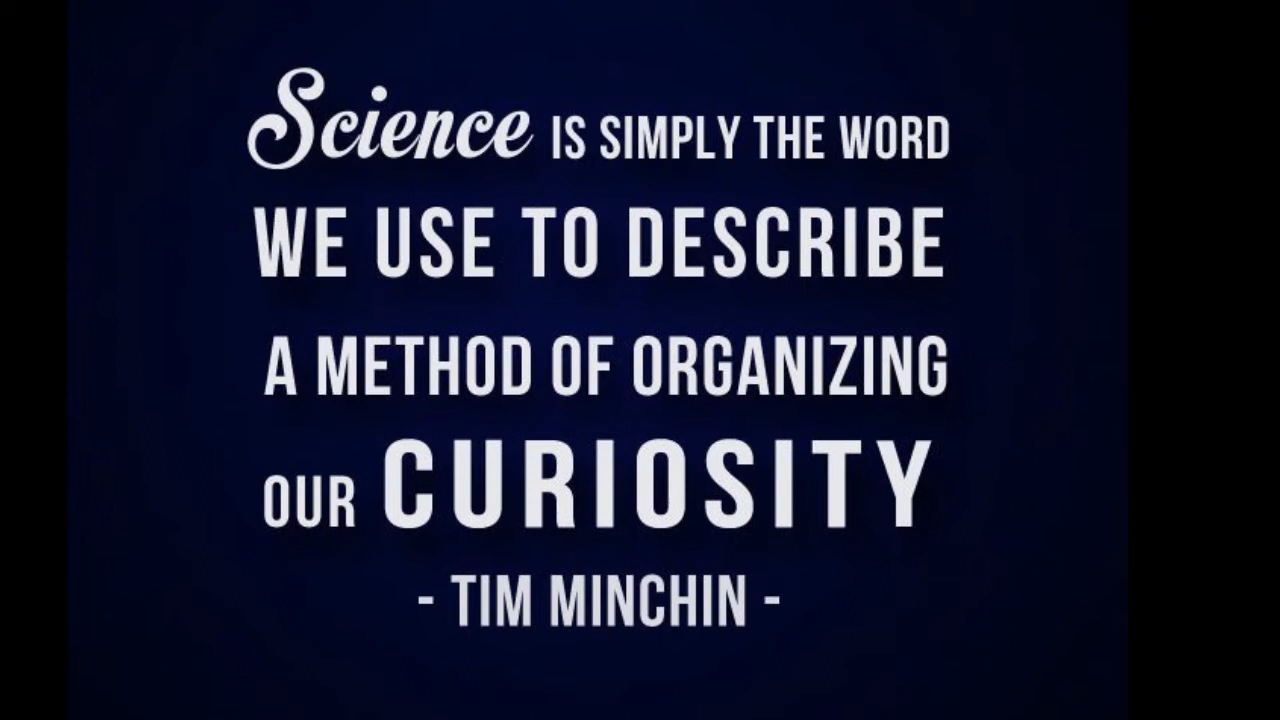 Science IS SIMPLY THE WORD
WE USE TO DESCRIBE
A METHOD OF ORGANIZING
OUR CURIOSITY
- TIM MINCHIN -